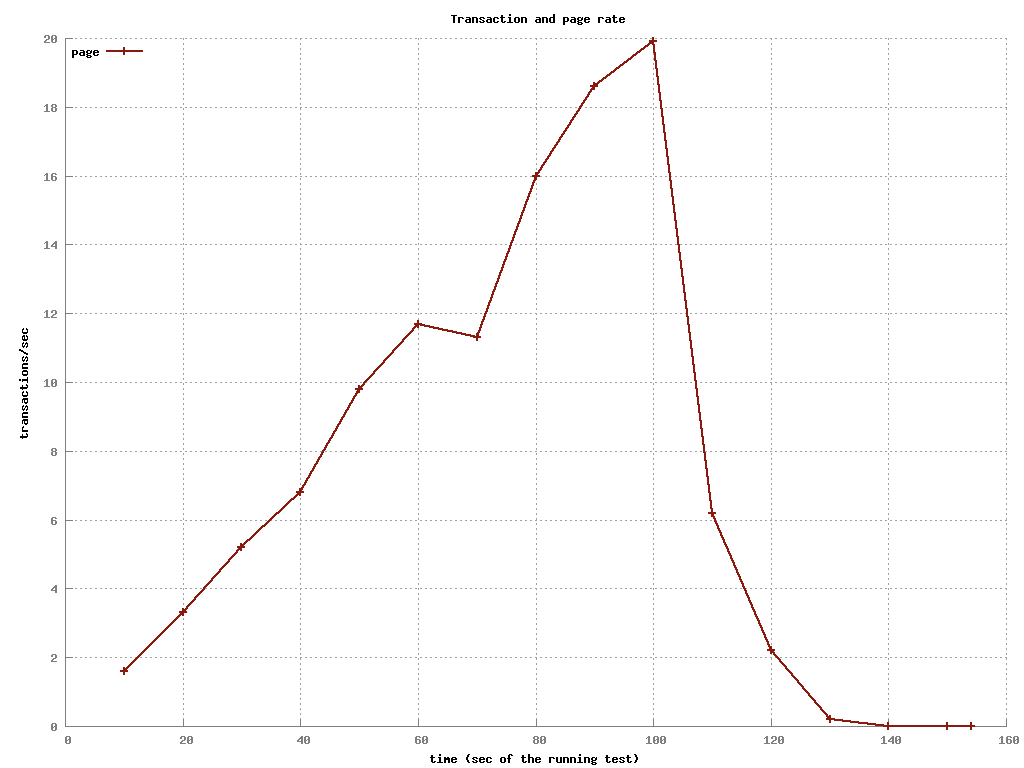 Transaction and page rate
page
20
18
16
14
12
10
8
6
4
2
0
transactions/sec
0 20 40 60 80 100 120 140 160
time (sec of the running test)